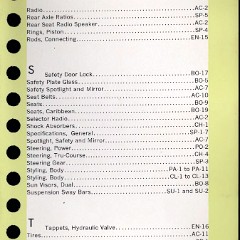 Radio AC-2
Rear Axle Ratios SP-5
Rear Seat Radio Speaker AC-2
Rings, Piston SP-4
Rods, Connecting EN-15
S
Safety Door Lock BO-17
Safety Plate Glass BO-6
Safety Spotlight and Mirror AC-7
Seat Belts AC-10
Seats BO-9
Seats, Caribbean BO-19
Selector Radio AC-2
Shock Absorbers CH-1
Specifications, General SP-1-7
Spotlight, Safety and Mirror AC-7
Steering, Power PO-2
Steering, Tru-Course CH-4
Steering Gear SP-3
Styling, Body PA-1 to PA-11
Styling, Body CL-1 to CL-13
Sun Visors, Dual BO-8
Suspension Sway Bars SU-1 and SU-2
T
Tappets, Hydraulic Valve EN-16
Tires AC-11